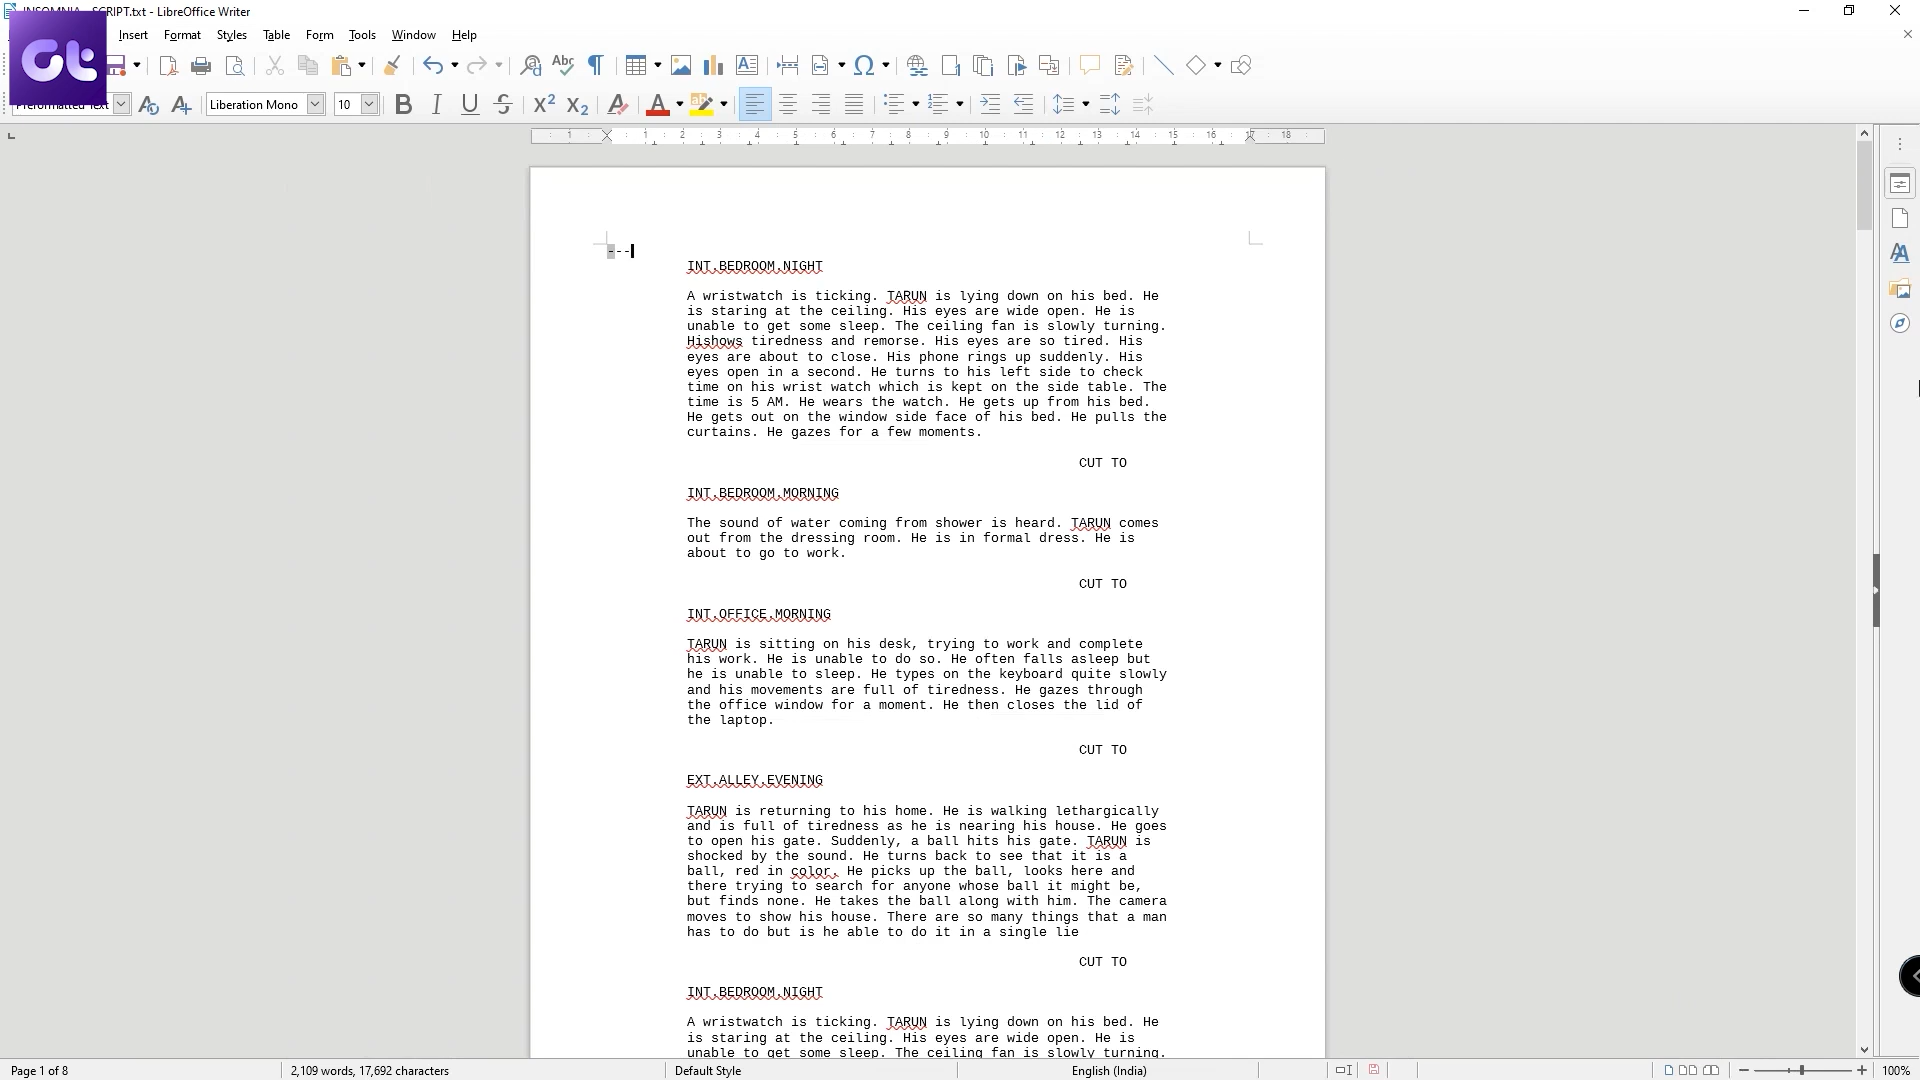 INSOMNIA SCRIPT.txt - LibreOffice Writer
Gt
Insert Format Styles Table Form Tools Window Help
Preformatted Text Liberation Mono 10
1 1 2 3 4 5 6 7 8 9 10 11 12 13 14 15 16 17 18
---
INT.BEDROOM.NIGHT
A wristwatch is ticking. TARUN is lying down on his bed. He
is staring at the ceiling. His eyes are wide open. He is
unable to get some sleep. The ceiling fan is slowly turning.
Hishows tiredness and remorse. His eyes are so tired. His
eyes are about to close. His phone rings up suddenly. His
eyes open in a second. He turns to his left side to check
time on his wrist watch which is kept on the side table. The
time is 5 AM. He wears the watch. He gets up from his bed.
He gets out on the window side face of his bed. He pulls the
curtains. He gazes for a few moments.
CUT TO
INT.BEDROOM.MORNING
The sound of water coming from shower is heard. TARUN comes
out from the dressing room. He is in formal dress. He is
about to go to work.
CUT TO
INT.OFFICE.MORNING
TARUN is sitting on his desk, trying to work and complete
his work. He is unable to do so. He often falls asleep but
he is unable to sleep. He types on the keyboard quite slowly
and his movements are full of tiredness. He gazes through
the office window for a moment. He then closes the lid of
the laptop.
CUT TO
EXT.ALLEY.EVENING
TARUN is returning to his home. He is walking lethargically
and is full of tiredness as he is nearing his house. He goes
to open his gate. Suddenly, a ball hits his gate. TARUN is
shocked by the sound. He turns back to see that it is a
ball, red in color. He picks up the ball, looks here and
there trying to search for anyone whose ball it might be,
but finds none. He takes the ball along with him. The camera
moves to show his house. There are so many things that a man
has to do but is he able to do it in a single lie
CUT TO
INT.BEDROOM.NIGHT
A wristwatch is ticking. TARUN is lying down on his bed. He
is staring at the ceiling. His eyes are wide open. He is
unable to get some sleep. The ceiling fan is slowly turning.
Page 1 of 8 2,109 words, 17,692 characters Default Style English (India) 100%